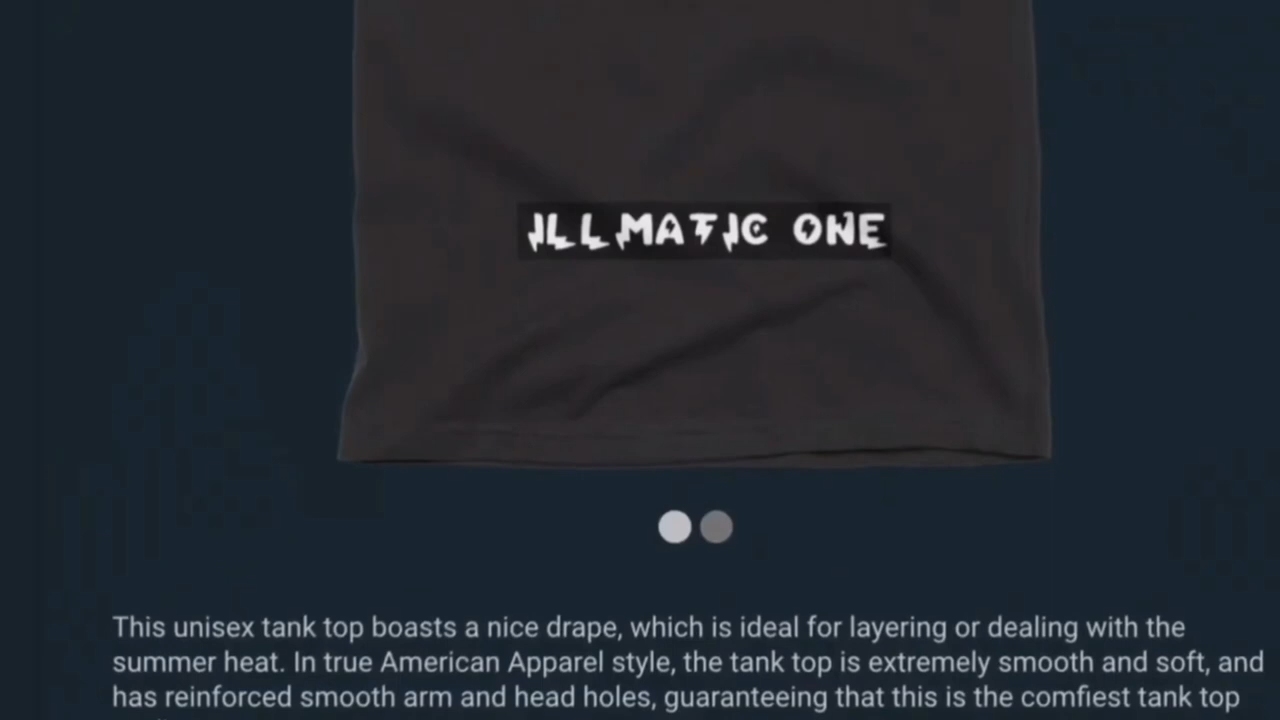 ILLMATIC ONE
This unisex tank top boasts a nice drape, which is ideal for layering or dealing with the
summer heat. In true American Apparel style, the tank top is extremely smooth and soft, and
has reinforced smooth arm and head holes, guaranteeing that this is the comfiest tank top